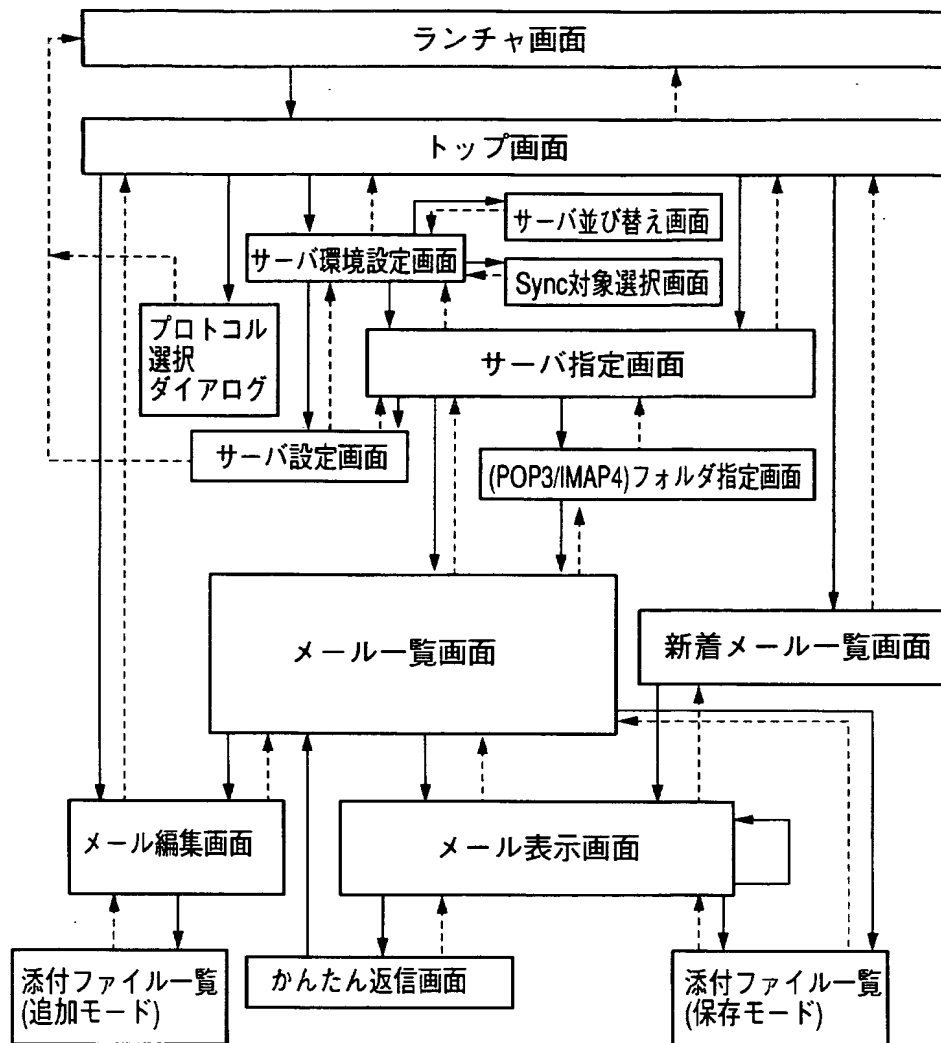 ランチャ画面
トップ画面
サーバ並び替え画面
サーバ環境設定画面
Sync対象選択画面
プロトコル
選択
ダイアログ
サーバ指定画面
サーバ設定画面
(POP3/IMAP4)フォルダ指定画面
メール一覧画面
新着メール一覧画面
メール編集画面
メール表示画面
添付ファイル一覧
(追加モード)
かんたん返信画面
添付ファイル一覧
(保存モード)